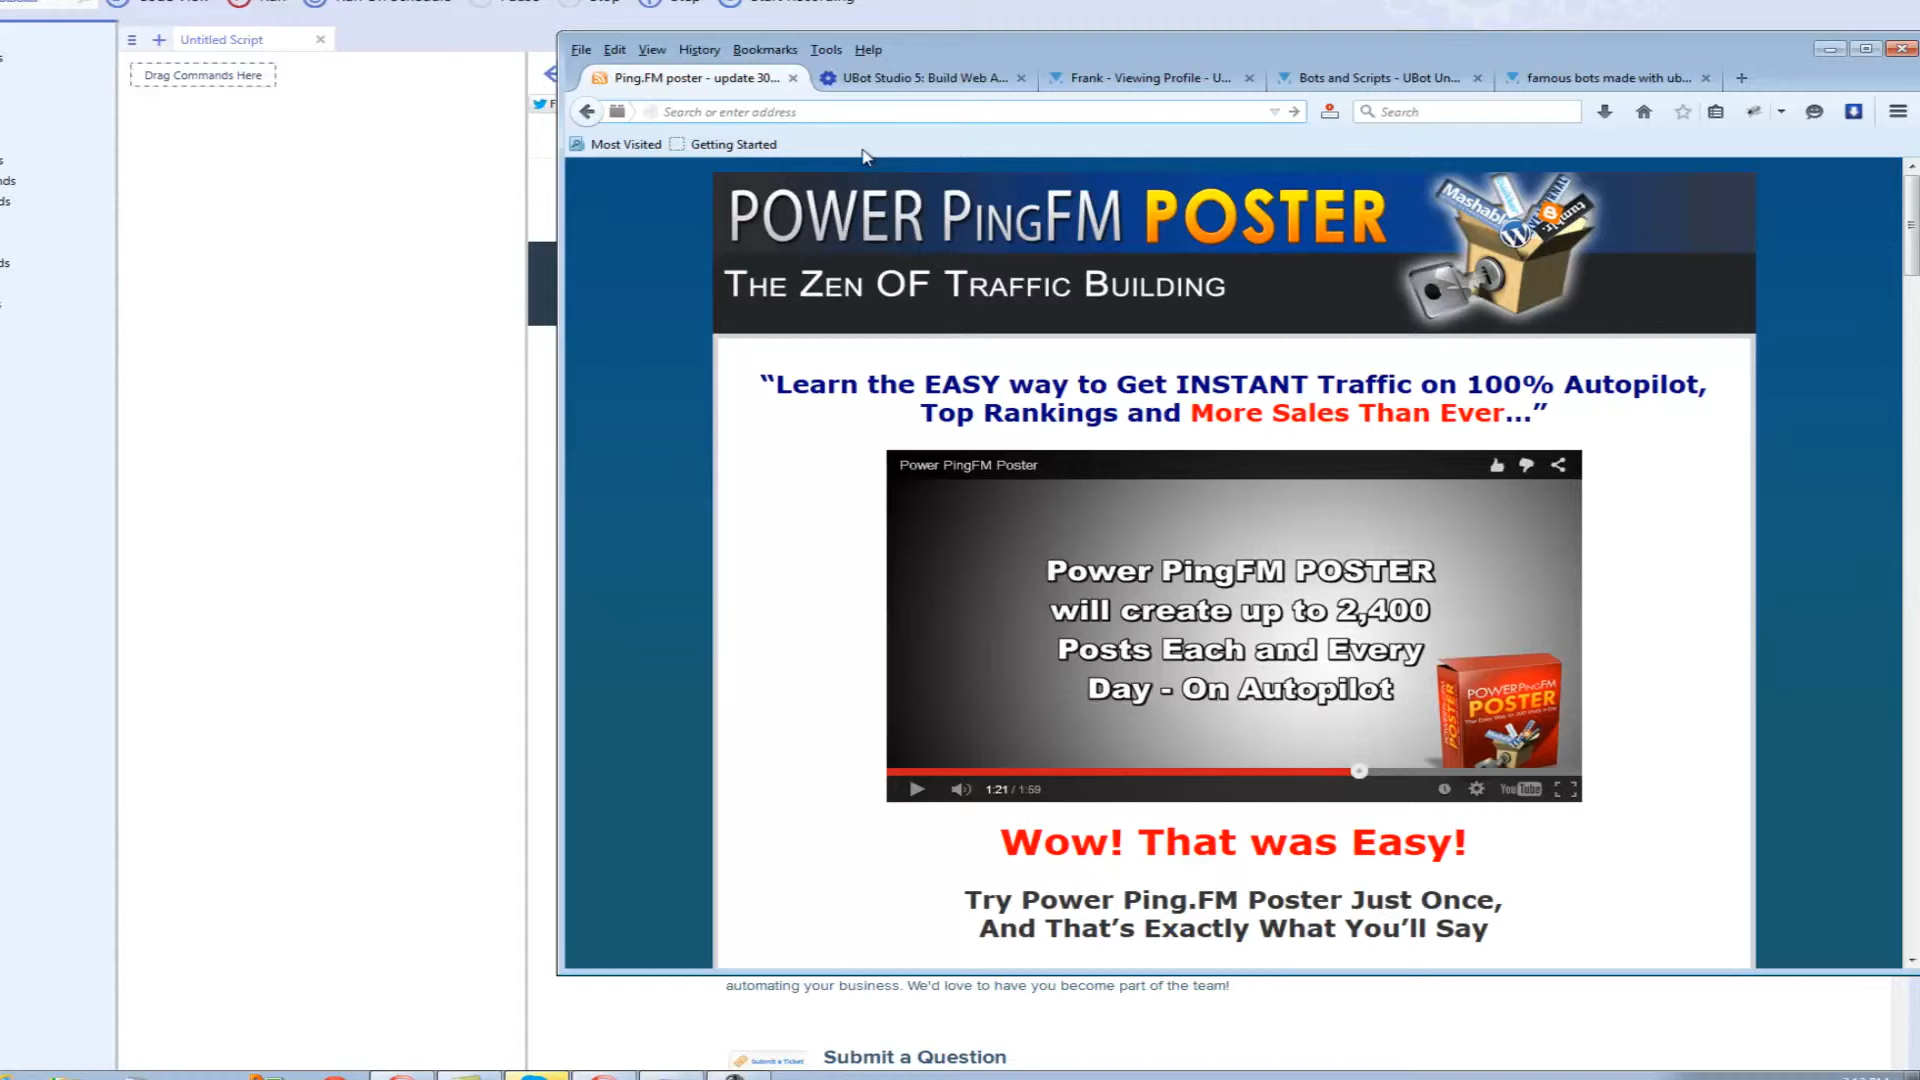 Untitled Script
Drag Commands Here
File Edit View History Bookmarks Tools Help
Ping.FM poster - update 30...
UBot Studio 5: Build Web A...
Frank - Viewing Profile - U...
Bots and Scripts - UBot Un...
famous bots made with ub...
Search or enter address
Search
Most Visited
Getting Started
POWER PINGFM POSTER
THE ZEN OF TRAFFIC BUILDING
“Learn the EASY way to Get INSTANT Traffic on 100% Autopilot,
Top Rankings and More Sales Than Ever...”
Power PingFM Poster
Power PingFM POSTER
will create up to 2,400
Posts Each and Every
Day - On Autopilot
POWERPINGFM
POSTER
1:21 / 1:59
YouTube
Wow! That was Easy!
Try Power Ping.FM Poster Just Once,
And That’s Exactly What You’ll Say
automating your business. We'd love to have you become part of the team!
Submit a Ticket
Submit a Question